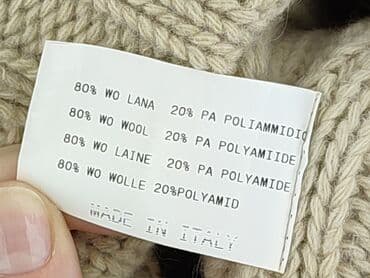 80% WO LANA 20% PA POLIAMMIDIC
80% WO WOOL 20% PA POLYAMIIDE
80% WO LAINE 20% PA POLYAMIDE
80% WO WOLLE 20%POLYAMID
MADE IN ITALY